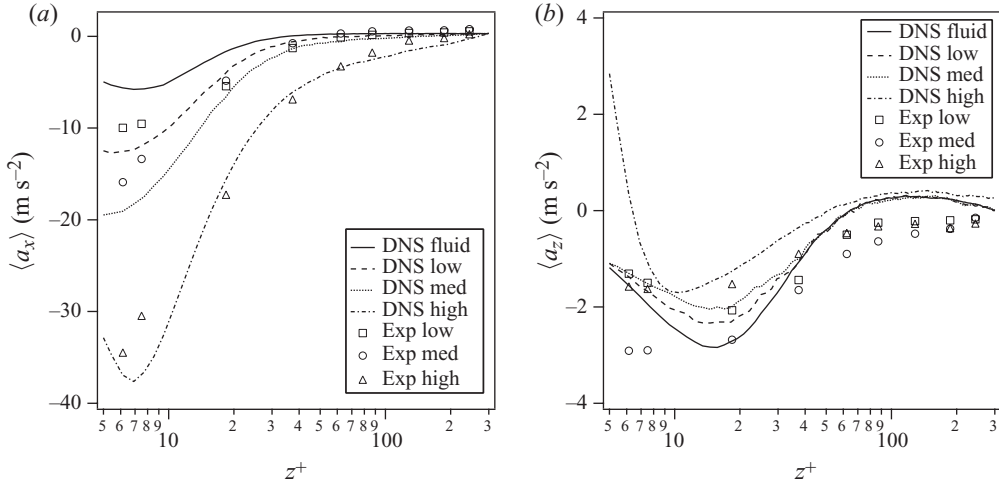 (a)
0
–10
–20
–30
–40
⟨a_x⟩ (m s⁻²)
DNS fluid
DNS low
DNS med
DNS high
Exp low
Exp med
Exp high
5 6 7 8 9 10 2 3 4 5 6 7 8 9 100 2 3
z⁺
(b)
4
2
0
–2
–4
⟨a_z⟩ (m s⁻²)
DNS fluid
DNS low
DNS med
DNS high
Exp low
Exp med
Exp high
5 6 7 8 9 10 2 3 4 5 6 7 8 9 100 2 3
z⁺